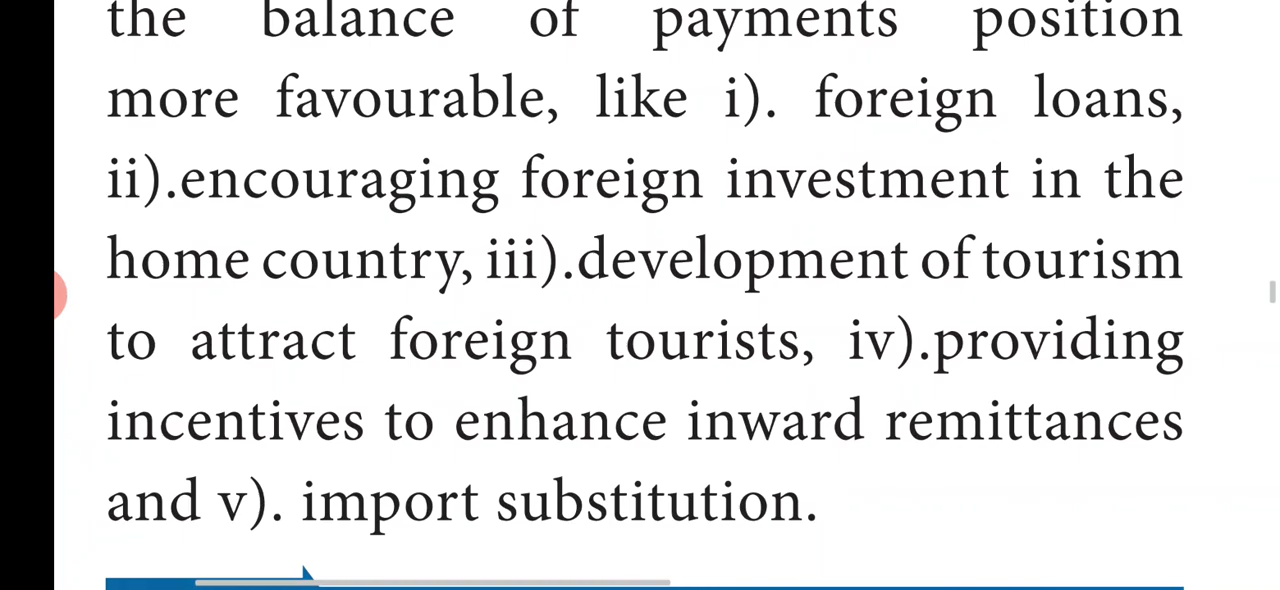 the balance of payments position
more favourable, like i). foreign loans,
ii).encouraging foreign investment in the
home country, iii).development of tourism
to attract foreign tourists, iv).providing
incentives to enhance inward remittances
and v). import substitution.